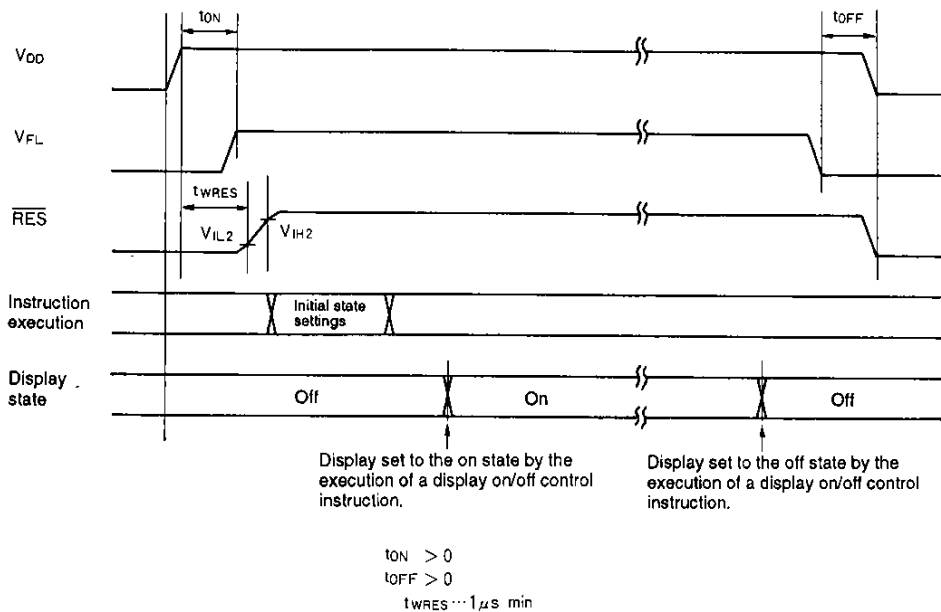 tON
tOFF
VDD
VFL
tWRES
RES
VIL2
VIH2
Instruction
execution
Initial state
settings
Display
state
Off
On
Off
Display set to the on state by the
execution of a display on/off control
instruction.
Display set to the off state by the
execution of a display on/off control
instruction.
tON > 0
tOFF > 0
tWRES ··· 1μs min